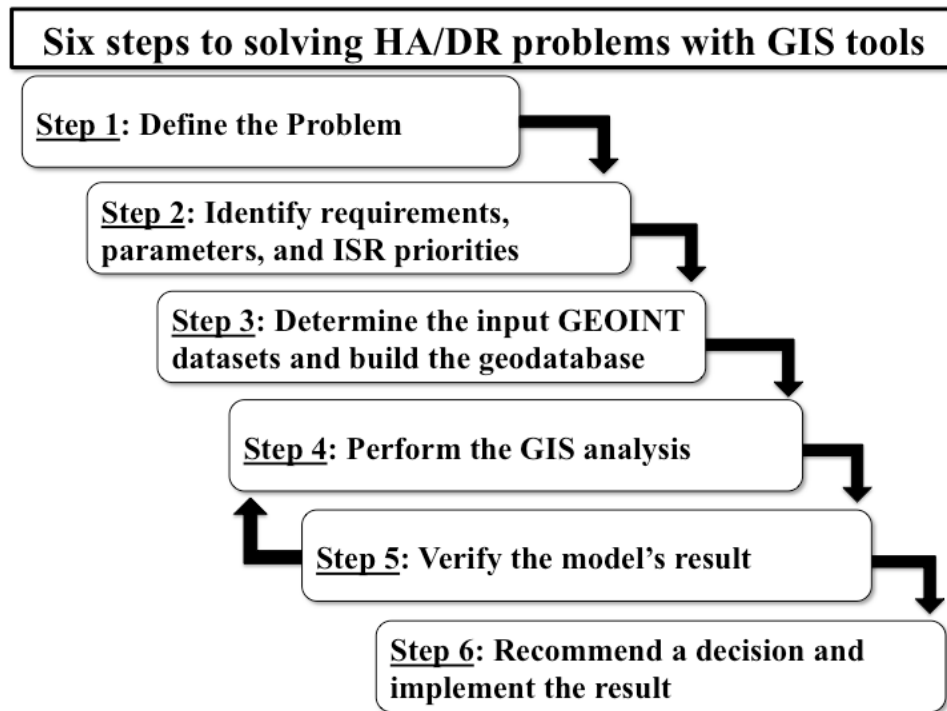 Six steps to solving HA/DR problems with GIS tools
Step 1: Define the Problem
Step 2: Identify requirements,
parameters, and ISR priorities
Step 3: Determine the input GEOINT
datasets and build the geodatabase
Step 4: Perform the GIS analysis
Step 5: Verify the model’s result
Step 6: Recommend a decision and
implement the result